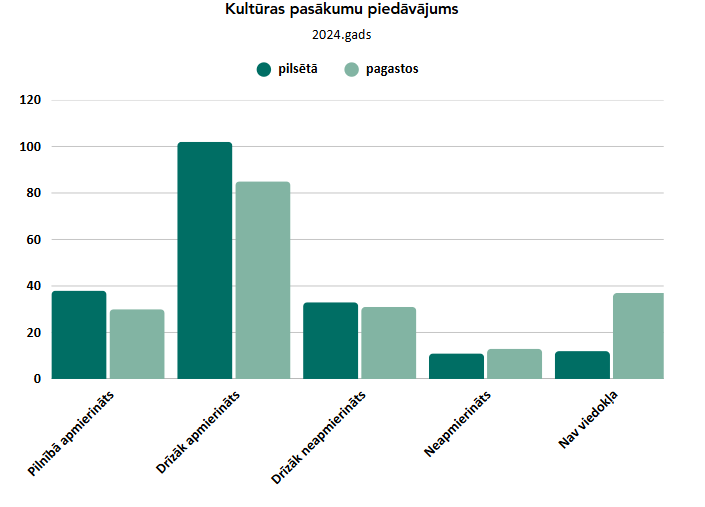 Kultūras pasākumu piedāvājums
2024.gads
pilsētā pagastos
120
100
80
60
40
20
0
Pilnībā apmierināts
Drīzāk apmierināts
Drīzāk neapmierināts
Neapmierināts
Nav viedokļa